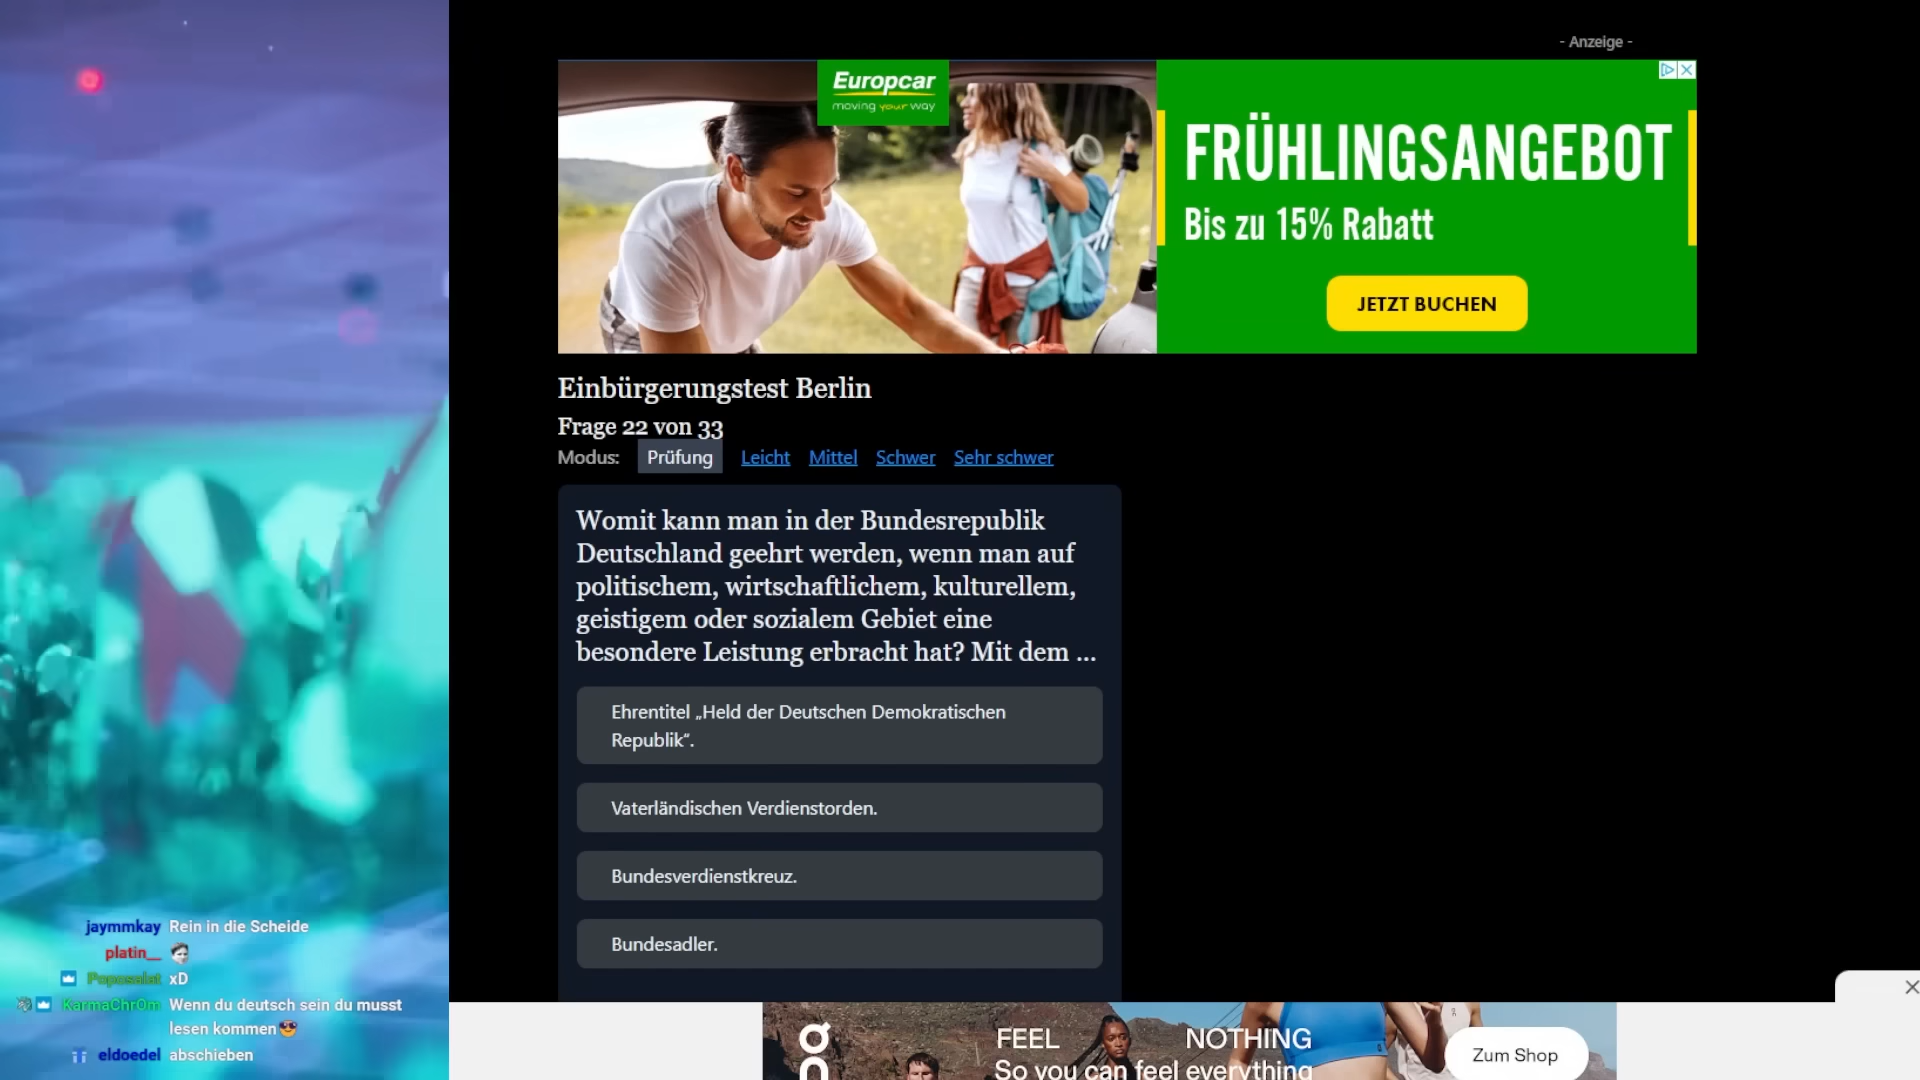 - Anzeige -
Europcar
moving your way
FRÜHLINGSANGEBOT
Bis zu 15% Rabatt
JETZT BUCHEN
Einbürgerungstest Berlin
Frage 22 von 33
Modus: Prüfung Leicht Mittel Schwer Sehr schwer
Womit kann man in der Bundesrepublik
Deutschland geehrt werden, wenn man auf
politischem, wirtschaftlichem, kulturellem,
geistigem oder sozialem Gebiet eine
besondere Leistung erbracht hat? Mit dem ...
Ehrentitel „Held der Deutschen Demokratischen
Republik“.
Vaterländischen Verdienstorden.
Bundesverdienstkreuz.
Bundesadler.
jaymmkay Rein in die Scheide
platin__
Poposalat xD
KarmaChrOm Wenn du deutsch sein du musst
lesen kommen
eldoedel abschieben
FEEL NOTHING
So you can feel everything
Zum Shop